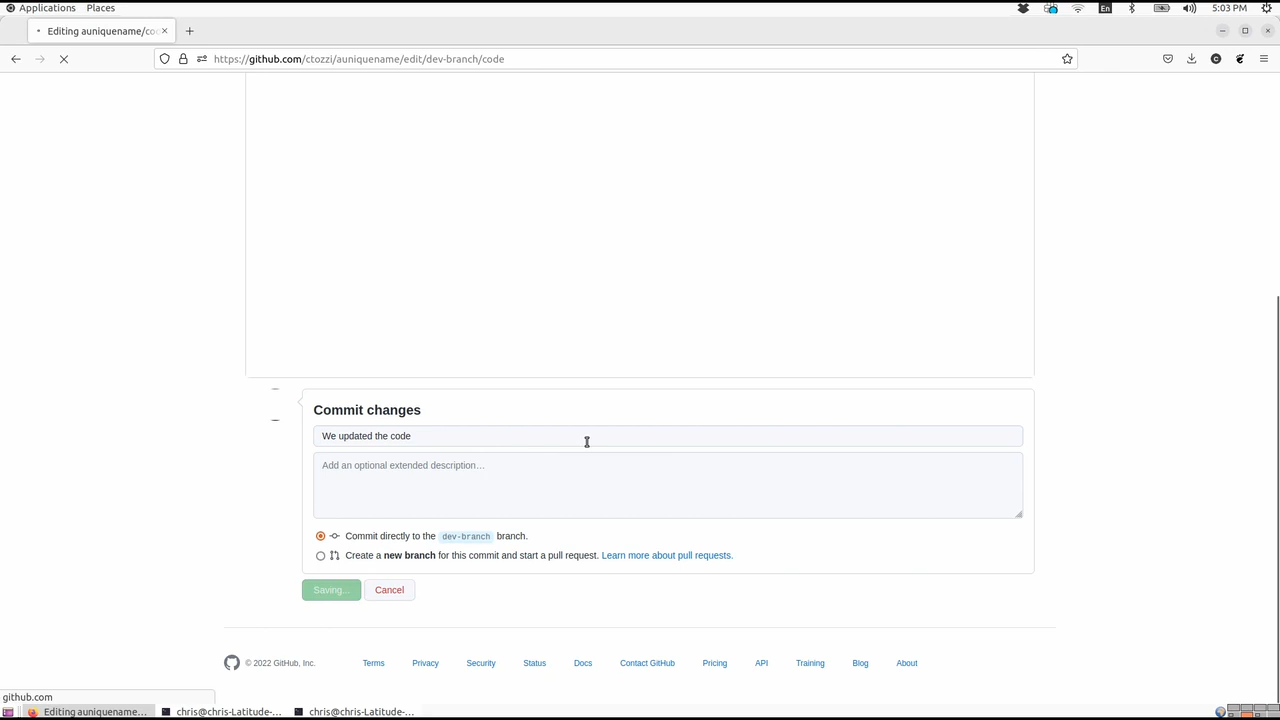 Applications Places
En
5:03 PM
Editing auniquename/co
https://github.com/ctozzi/auniquename/edit/dev-branch/code
Commit changes
We updated the code
Add an optional extended description…
Commit directly to the dev-branch branch.
Create a new branch for this commit and start a pull request. Learn more about pull requests.
Saving... Cancel
© 2022 GitHub, Inc. Terms Privacy Security Status Docs Contact GitHub Pricing API Training Blog About
github.com
Editing auniquename… chris@chris-Latitude-… chris@chris-Latitude-…